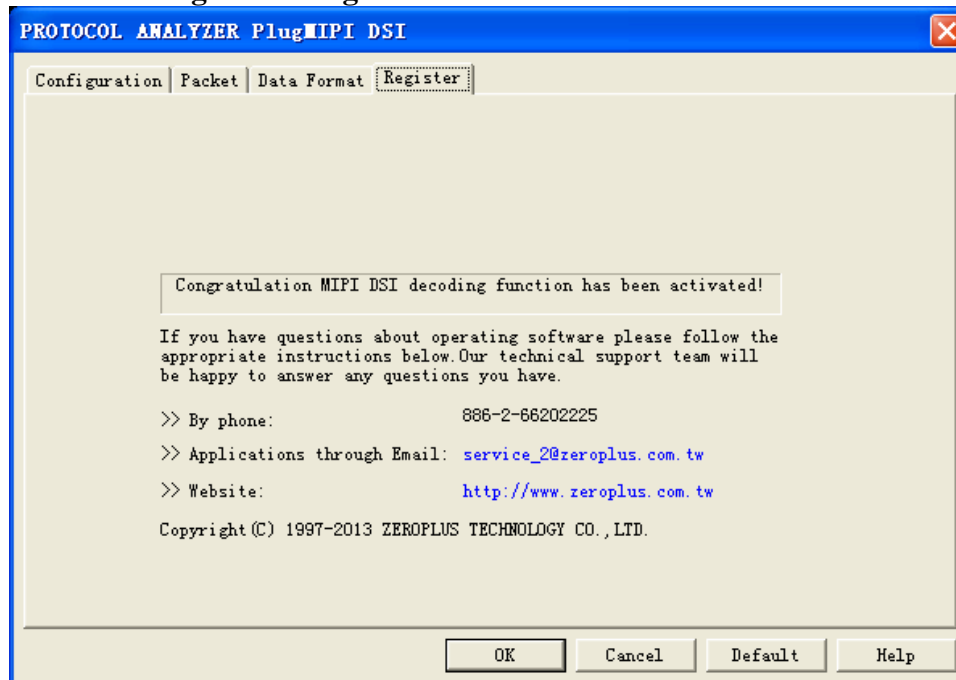 PROTOCOL ANALYZER PlugMIPI DSI
Configuration Packet Data Format Register
Congratulation MIPI DSI decoding function has been activated!
If you have questions about operating software please follow the
appropriate instructions below.Our technical support team will
be happy to answer any questions you have.
>> By phone: 886-2-66202225
>> Applications through Email: service_2@zeroplus.com.tw
>> Website: http://www.zeroplus.com.tw
Copyright(C) 1997-2013 ZEROPLUS TECHNOLOGY CO.,LTD.
OK Cancel Default Help